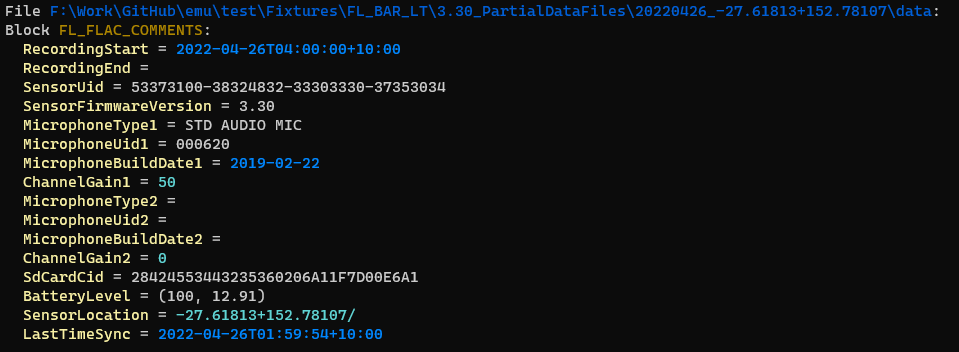 File F:\Work\GitHub\emu\test\Fixtures\FL_BAR_LT\3.30_PartialDataFiles\20220426_-27.61813+152.78107\data:
Block FL_FLAC_COMMENTS:
RecordingStart = 2022-04-26T04:00:00+10:00
RecordingEnd =
SensorUid = 53373100-38324832-33303330-37353034
SensorFirmwareVersion = 3.30
MicrophoneType1 = STD AUDIO MIC
MicrophoneUid1 = 000620
MicrophoneBuildDate1 = 2019-02-22
ChannelGain1 = 50
MicrophoneType2 =
MicrophoneUid2 =
MicrophoneBuildDate2 =
ChannelGain2 = 0
SdCardCid = 28424553443235360206A11F7D00E6A1
BatteryLevel = (100, 12.91)
SensorLocation = -27.61813+152.78107/
LastTimeSync = 2022-04-26T01:59:54+10:00